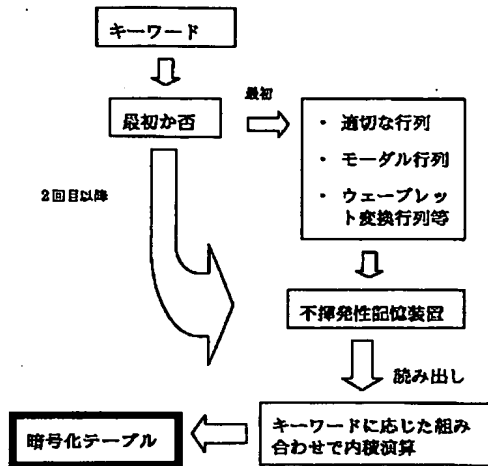 キーワード
最初か否
最初
・ 適切な行列
・ モーダル行列
・ ウェーブレッ
ト変換行列等
2回目以降
不揮発性記憶装置
読み出し
キーワードに応じた組み
合わせで内積演算
暗号化テーブル